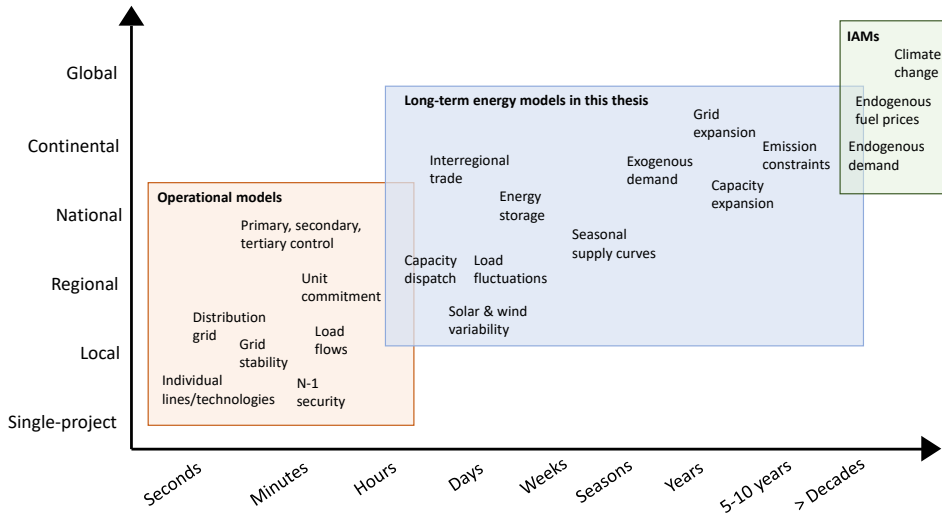 IAMs
Climate
change
Endogenous
fuel prices
Endogenous
demand
Long-term energy models in this thesis
Grid
expansion
Emission
constraints
Interregional
trade
Exogenous
demand
Capacity
expansion
Energy
storage
Seasonal
supply curves
Capacity
dispatch
Load
fluctuations
Solar & wind
variability
Operational models
Primary, secondary,
tertiary control
Unit
commitment
Distribution
grid
Load
flows
Grid
stability
Individual
lines/technologies
N-1
security
Global
Continental
National
Regional
Local
Single-project
Seconds
Minutes
Hours
Days
Weeks
Seasons
Years
5-10 years
> Decades